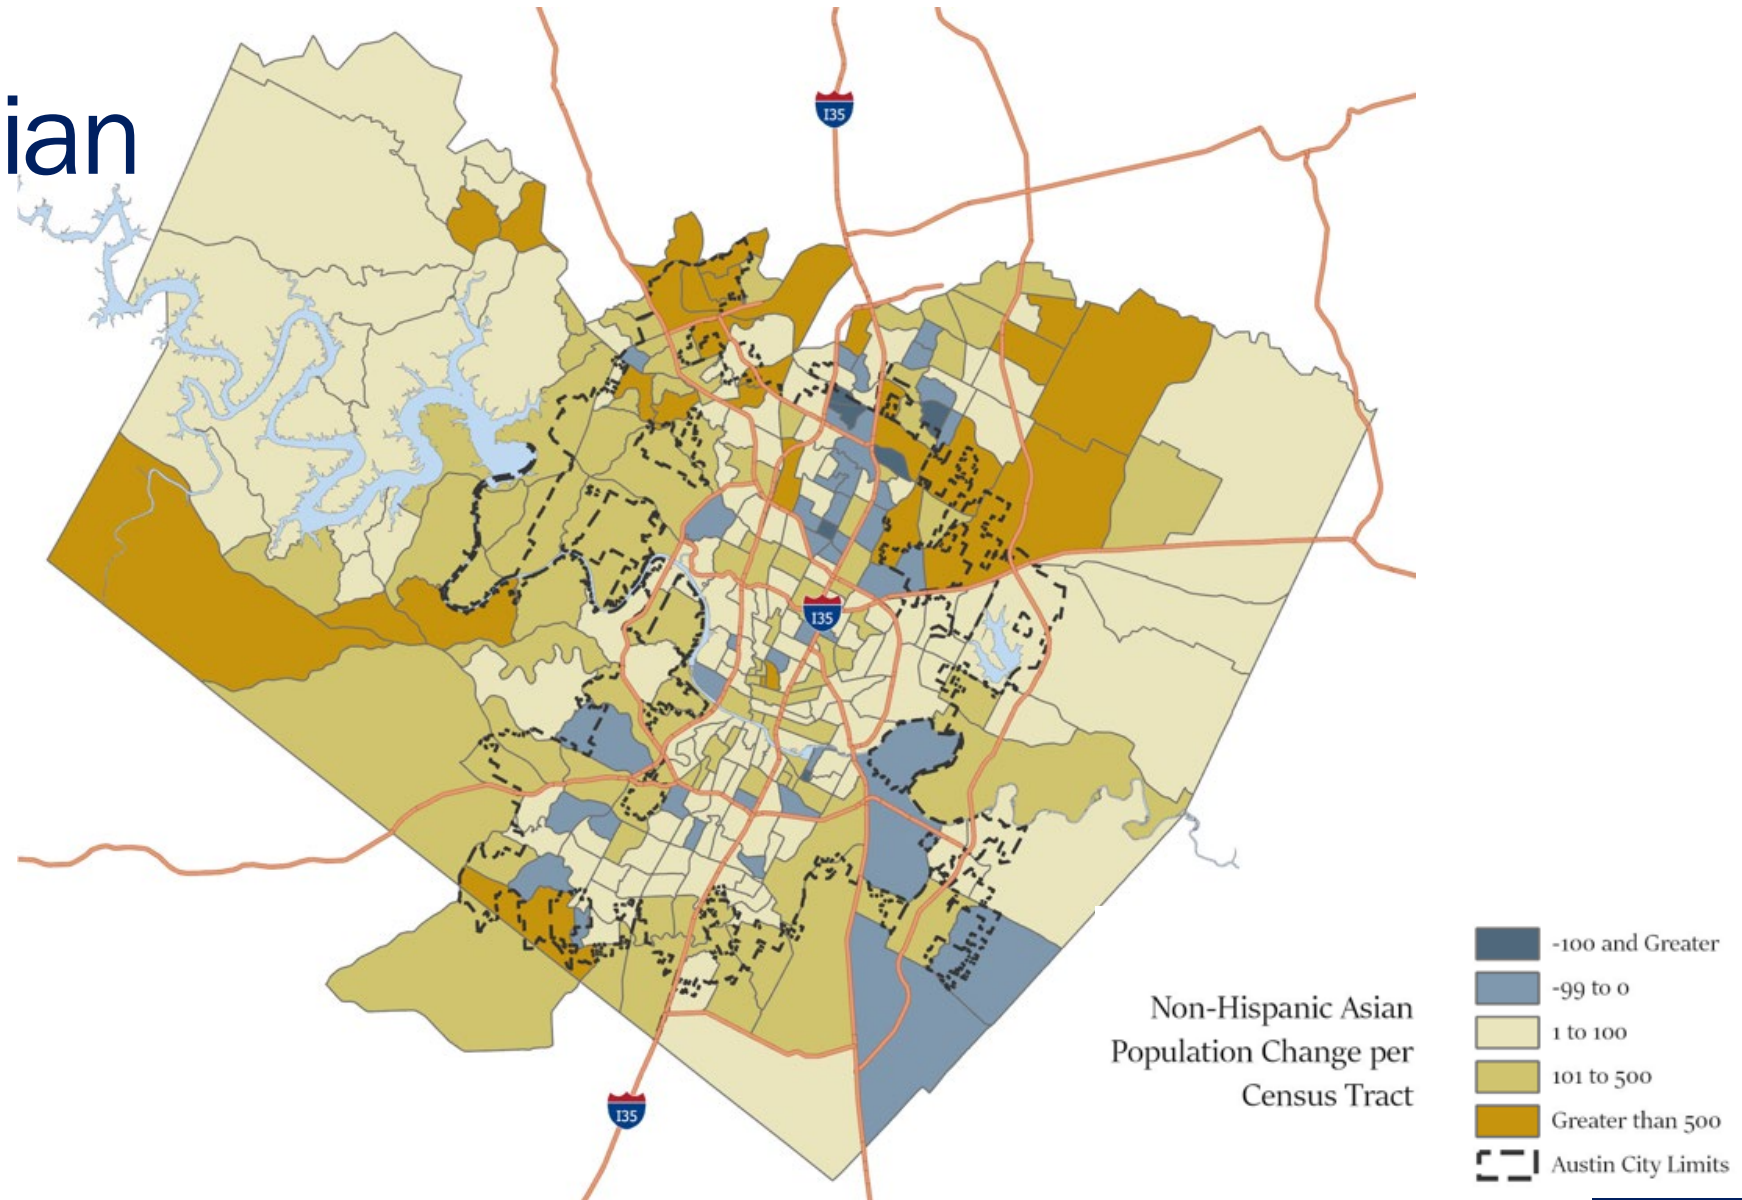 ian
I35
I35
I35
Non-Hispanic Asian
Population Change per
Census Tract
-100 and Greater
-99 to 0
1 to 100
101 to 500
Greater than 500
Austin City Limits